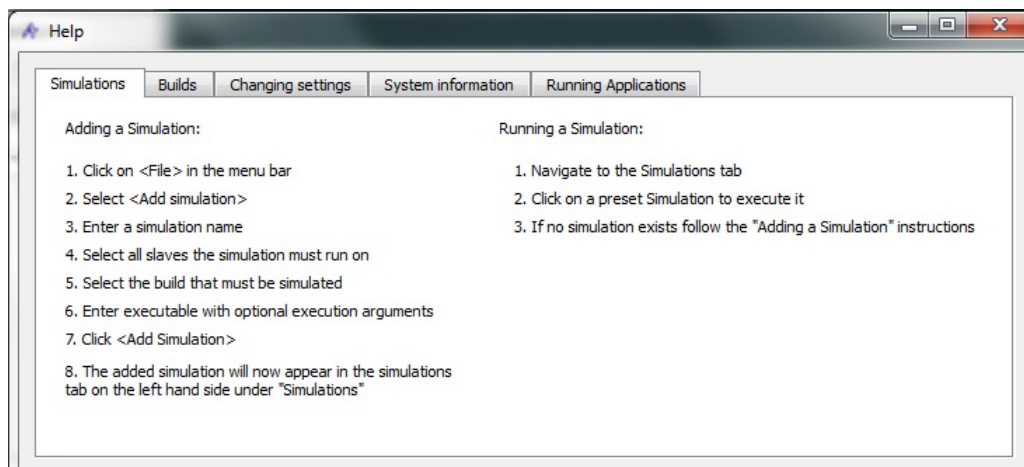 Help
Simulations
Builds
Changing settings
System information
Running Applications
Adding a Simulation:
1. Click on <File> in the menu bar
2. Select <Add simulation>
3. Enter a simulation name
4. Select all slaves the simulation must run on
5. Select the build that must be simulated
6. Enter executable with optional execution arguments
7. Click <Add Simulation>
8. The added simulation will now appear in the simulations
tab on the left hand side under "Simulations"
Running a Simulation:
1. Navigate to the Simulations tab
2. Click on a preset Simulation to execute it
3. If no simulation exists follow the "Adding a Simulation" instructions